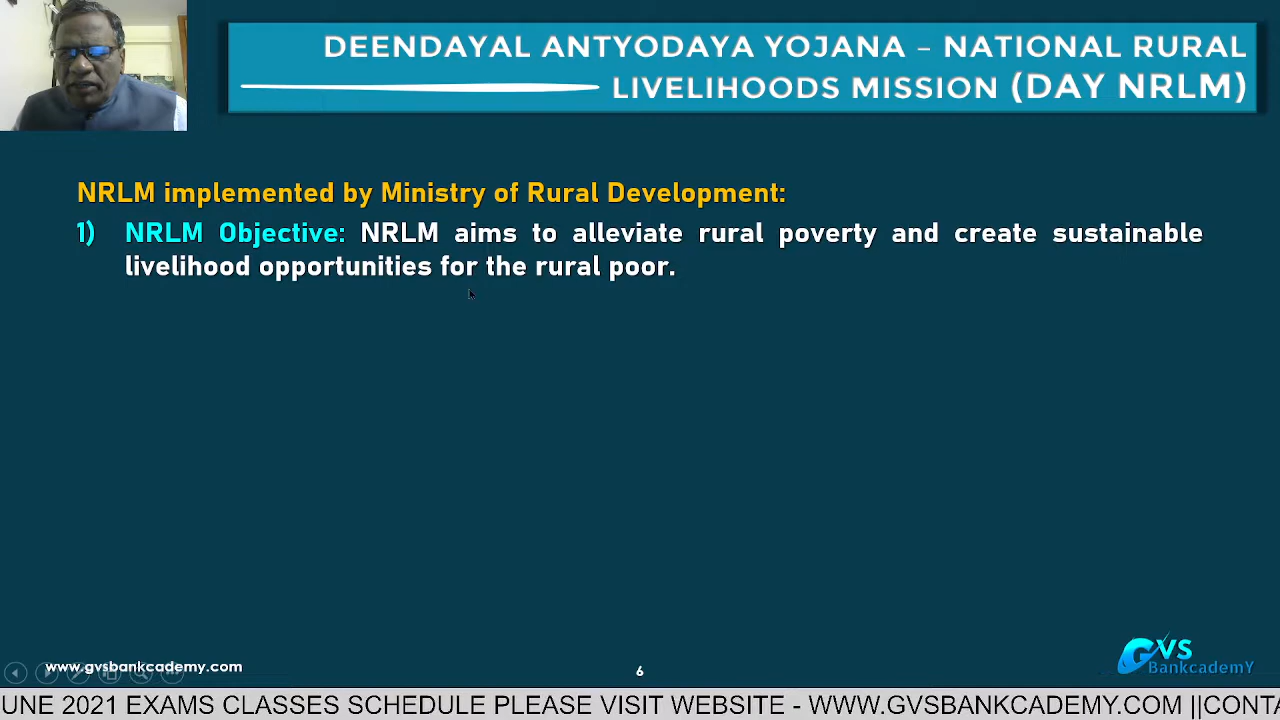 DEENDAYAL ANTYODAYA YOJANA – NATIONAL RURAL
LIVELIHOODS MISSION (DAY NRLM)
NRLM implemented by Ministry of Rural Development:
1) NRLM Objective: NRLM aims to alleviate rural poverty and create sustainable
livelihood opportunities for the rural poor.
www.gvsbankcademy.com
6
GVS
BankcademY
UNE 2021 EXAMS CLASSES SCHEDULE PLEASE VISIT WEBSITE - WWW.GVSBANKCADEMY.COM ||CONTA